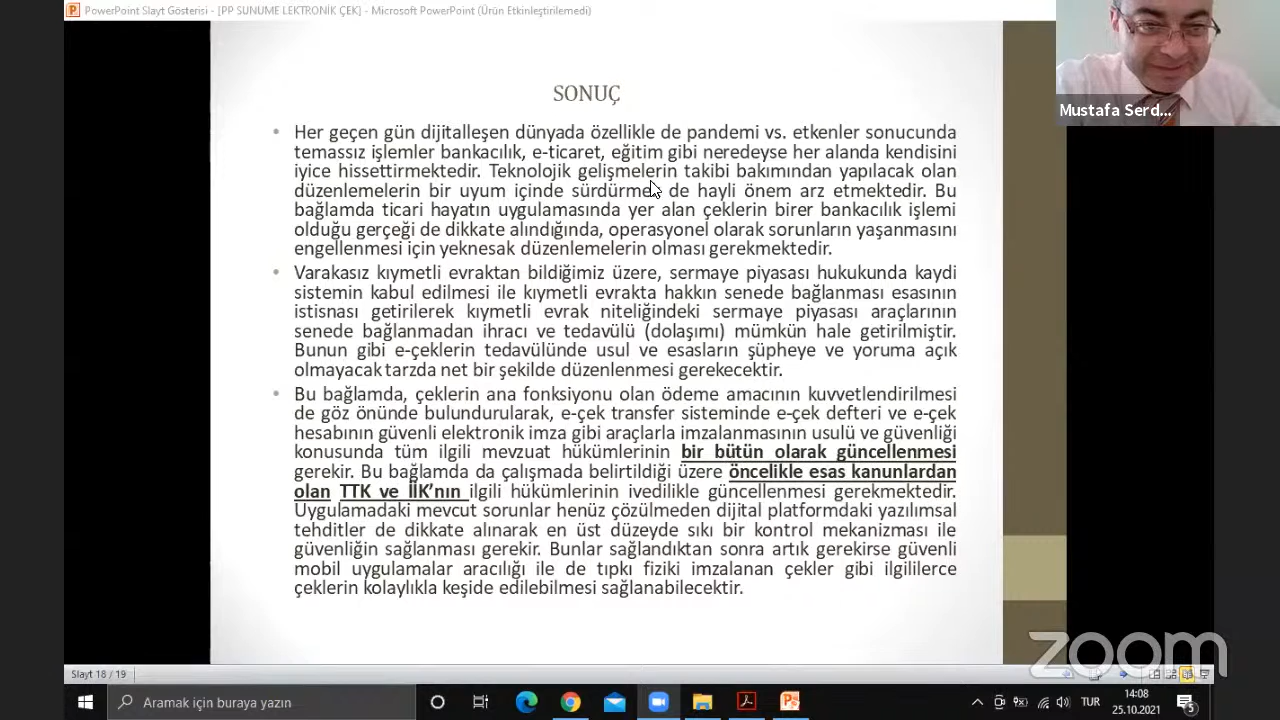 PowerPoint Slayt Gösterisi - [PP SUNUME LEKTRONİK ÇEK] - Microsoft PowerPoint (Ürün Etkinleştirilemedi)
Mustafa Serd...
SONUÇ
• Her geçen gün dijitalleşen dünyada özellikle de pandemi vs. etkenler sonucunda
temassız işlemler bankacılık, e-ticaret, eğitim gibi neredeyse her alanda kendisini
iyice hissettirmektedir. Teknolojik gelişmelerin takibi bakımından yapılacak olan
düzenlemelerin bir uyum içinde sürdürmek de hayli önem arz etmektedir. Bu
bağlamda ticari hayatın uygulamasında yer alan çeklerin birer bankacılık işlemi
olduğu gerçeği de dikkate alındığında, operasyonel olarak sorunların yaşanmasını
engellenmesi için yeknesak düzenlemelerin olması gerekmektedir.
• Varakasız kıymetli evraktan bildiğimiz üzere, sermaye piyasası hukukunda kaydi
sistemin kabul edilmesi ile kıymetli evrakta hakkın senede bağlanması esasının
istisnası getirilerek kıymetli evrak niteliğindeki sermaye piyasası araçlarının
senede bağlanmadan ihracı ve tedavülü (dolaşımı) mümkün hale getirilmiştir.
Bunun gibi e-çeklerin tedavülünde usul ve esasların şüpheye ve yoruma açık
olmayacak tarzda net bir şekilde düzenlenmesi gerekecektir.
• Bu bağlamda, çeklerin ana fonksiyonu olan ödeme amacının kuvvetlendirilmesi
de göz önünde bulundurularak, e-çek transfer sisteminde e-çek defteri ve e-çek
hesabının güvenli elektronik imza gibi araçlarla imzalanmasının usulü ve güvenliği
konusunda tüm ilgili mevzuat hükümlerinin bir bütün olarak güncellenmesi
gerekir. Bu bağlamda da çalışmada belirtildiği üzere öncelikle esas kanunlardan
olan TTK ve İİK’nın ilgili hükümlerinin ivedilikle güncellenmesi gerekmektedir.
Uygulamadaki mevcut sorunlar henüz çözülmeden dijital platformdaki yazılımsal
tehditler de dikkate alınarak en üst düzeyde sıkı bir kontrol mekanizması ile
güvenliğin sağlanması gerekir. Bunlar sağlandıktan sonra artık gerekirse güvenli
mobil uygulamalar aracılığı ile de tıpkı fiziki imzalanan çekler gibi ilgililerce
çeklerin kolaylıkla keşide edilebilmesi sağlanabilecektir.
zoom
Slayt 18 / 19
Aramak için buraya yazın
TUR
14:08
25.10.2021
5